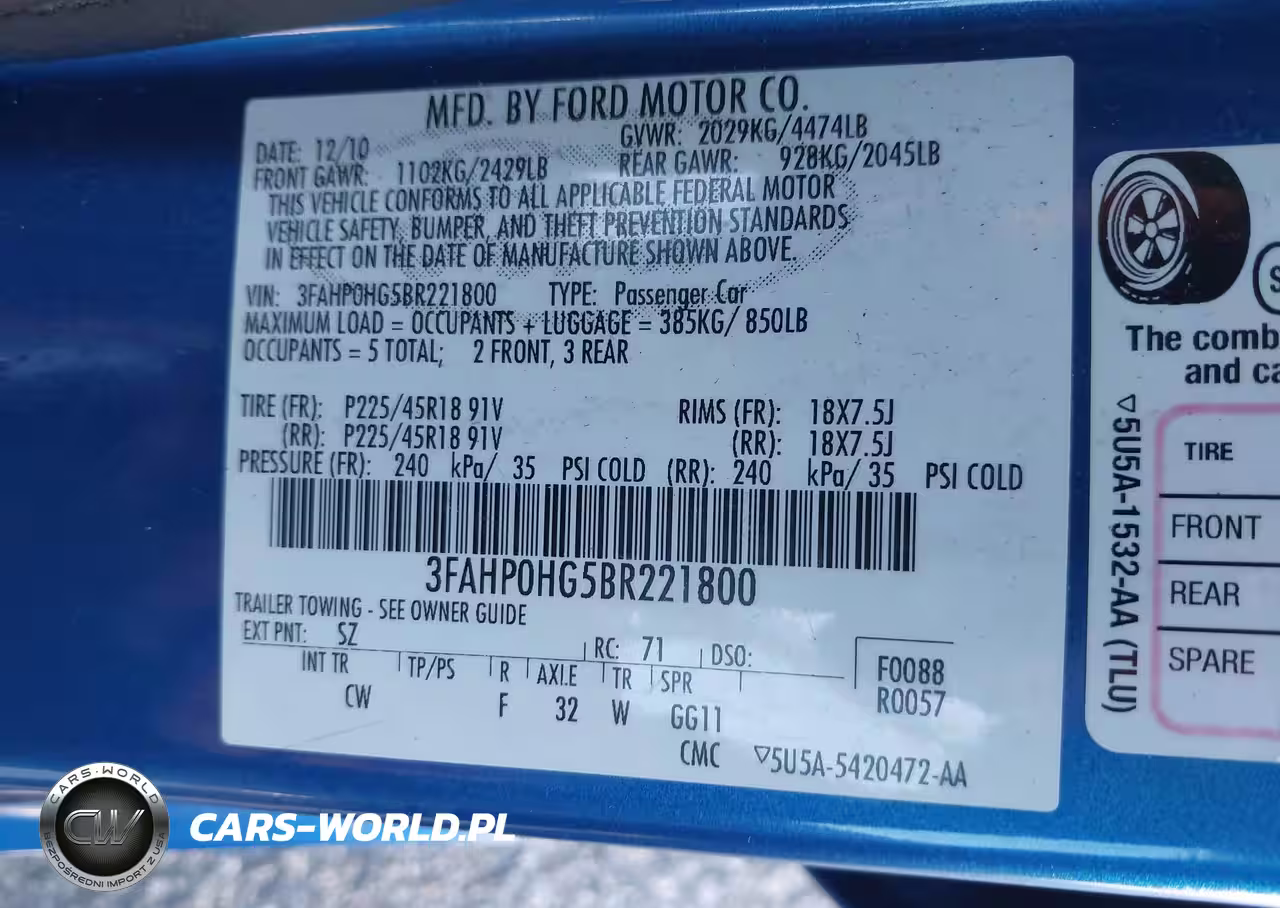 MFD. BY FORD MOTOR CO.
DATE: 12/10 GVWR: 2029KG/4474LB
FRONT GAWR: 1102KG/2429LB REAR GAWR: 928KG/2045LB
THIS VEHICLE CONFORMS TO ALL APPLICABLE FEDERAL MOTOR
VEHICLE SAFETY, BUMPER, AND THEFT PREVENTION STANDARDS
IN EFFECT ON THE DATE OF MANUFACTURE SHOWN ABOVE.
VIN: 3FAHP0HG5BR221800 TYPE: Passenger Car
MAXIMUM LOAD = OCCUPANTS + LUGGAGE = 385KG/ 850LB
OCCUPANTS = 5 TOTAL; 2 FRONT, 3 REAR
TIRE (FR): P225/45R18 91V RIMS (FR): 18X7.5J
(RR): P225/45R18 91V (RR): 18X7.5J
PRESSURE (FR): 240 kPa/ 35 PSI COLD (RR): 240 kPa/ 35 PSI COLD
3FAHP0HG5BR221800
TRAILER TOWING - SEE OWNER GUIDE
EXT PNT: SZ RC: 71 DSO:
INT TR TP/PS R AXLE TR SPR F0088
CW F 32 W GG11 R0057
CMC ▽5U5A-5420472-AA
The comb
and ca
▽5U5A-1532-AA (TLU)
TIRE
FRONT
REAR
SPARE
CARS-WORLD
CW
BEZPOŚREDNI IMPORT Z USA
CARS-WORLD.PL